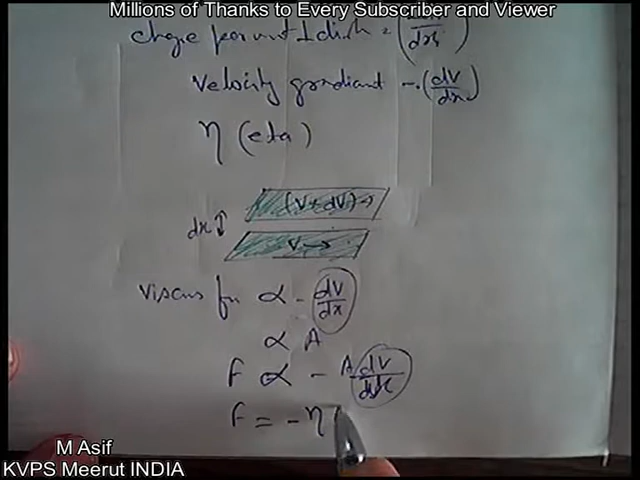 Millions of Thanks to Every Subscriber and Viewer
Velocity gradient - (dV/dx)
η (eta)
(V+dV)→
dx ↕
V→
Viscous ∝ - dV/dx
∝ A
F ∝ - A dV/dx
F = - η
M Asif
KVPS Meerut INDIA